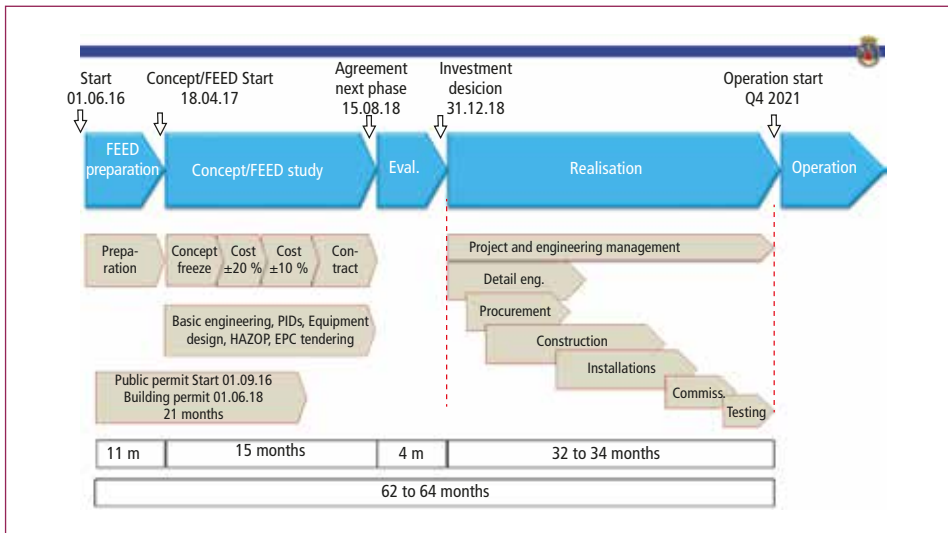 Start
01.06.16
Concept/FEED Start
18.04.17
Agreement
next phase
15.08.18
Investment
desicion
31.12.18
Operation start
Q4 2021
FEED
preparation
Concept/FEED study
Eval.
Realisation
Operation
Prepa-
ration
Concept
freeze
Cost
±20 %
Cost
±10 %
Con-
tract
Project and engineering management
Detail eng.
Procurement
Construction
Installations
Commiss.
Testing
Basic engineering, PIDs, Equipment
design, HAZOP, EPC tendering
Public permit Start 01.09.16
Building permit 01.06.18
21 months
11 m
15 months
4 m
32 to 34 months
62 to 64 months